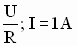 U/R; I = 1A